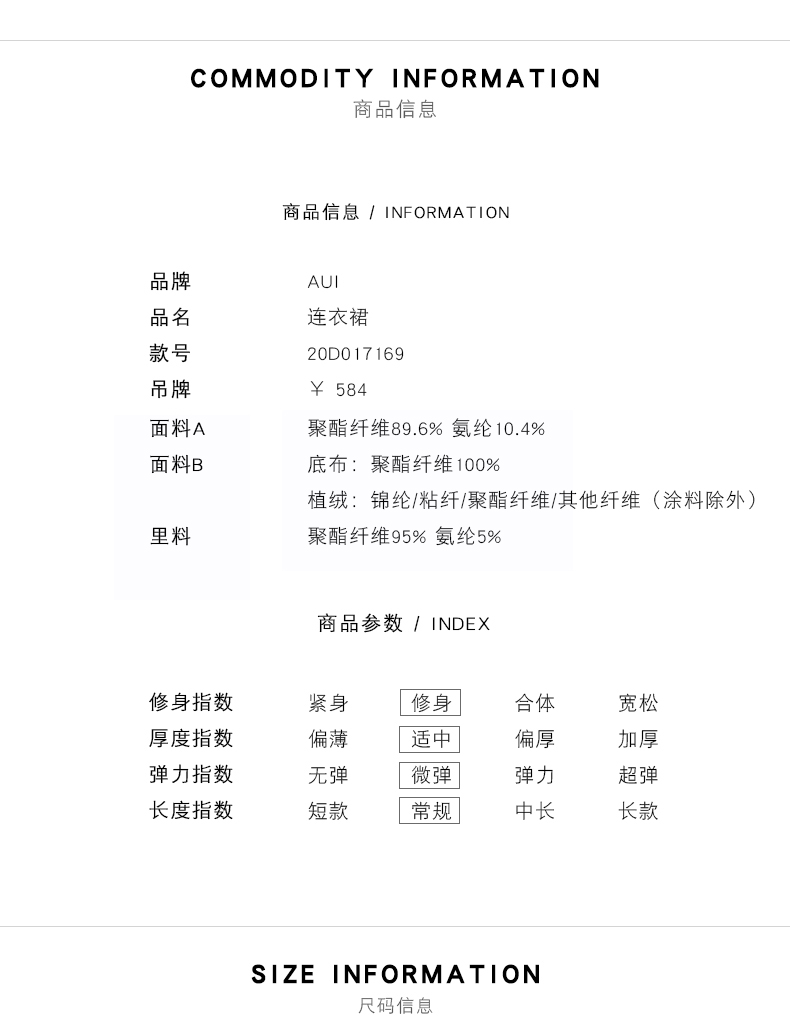 COMMODITY INFORMATION
商品信息
商品信息 / INFORMATION
品牌 AUI
品名 连衣裙
款号 20D017169
吊牌 ￥ 584
面料A 聚酯纤维89.6% 氨纶10.4%
面料B 底布：聚酯纤维100%
植绒：锦纶/粘纤/聚酯纤维/其他纤维（涂料除外）
里料 聚酯纤维95% 氨纶5%
商品参数 / INDEX
修身指数 紧身 修身 合体 宽松
厚度指数 偏薄 适中 偏厚 加厚
弹力指数 无弹 微弹 弹力 超弹
长度指数 短款 常规 中长 长款
SIZE INFORMATION
尺码信息